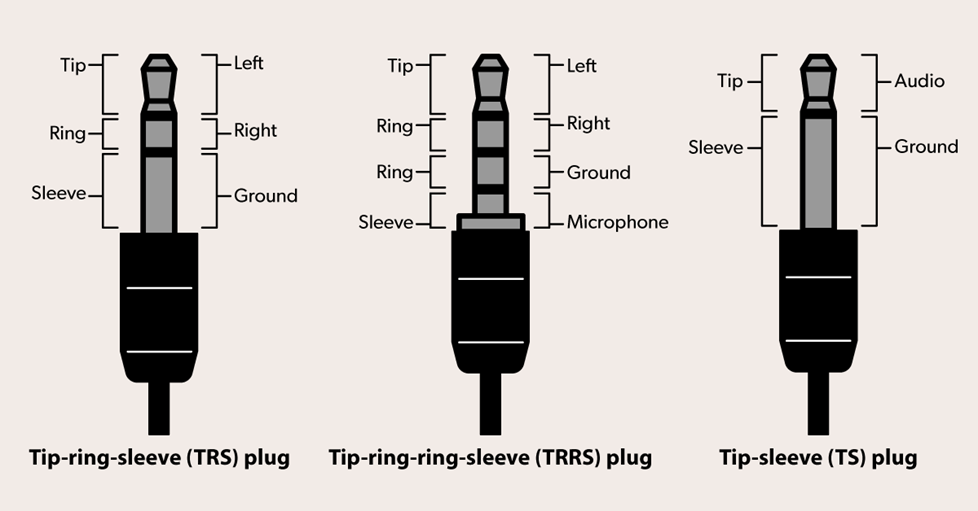 Tip
Left
Ring
Right
Sleeve
Ground
Tip-ring-sleeve (TRS) plug
Tip
Left
Ring
Right
Ring
Ground
Sleeve
Microphone
Tip-ring-ring-sleeve (TRRS) plug
Tip
Audio
Sleeve
Ground
Tip-sleeve (TS) plug